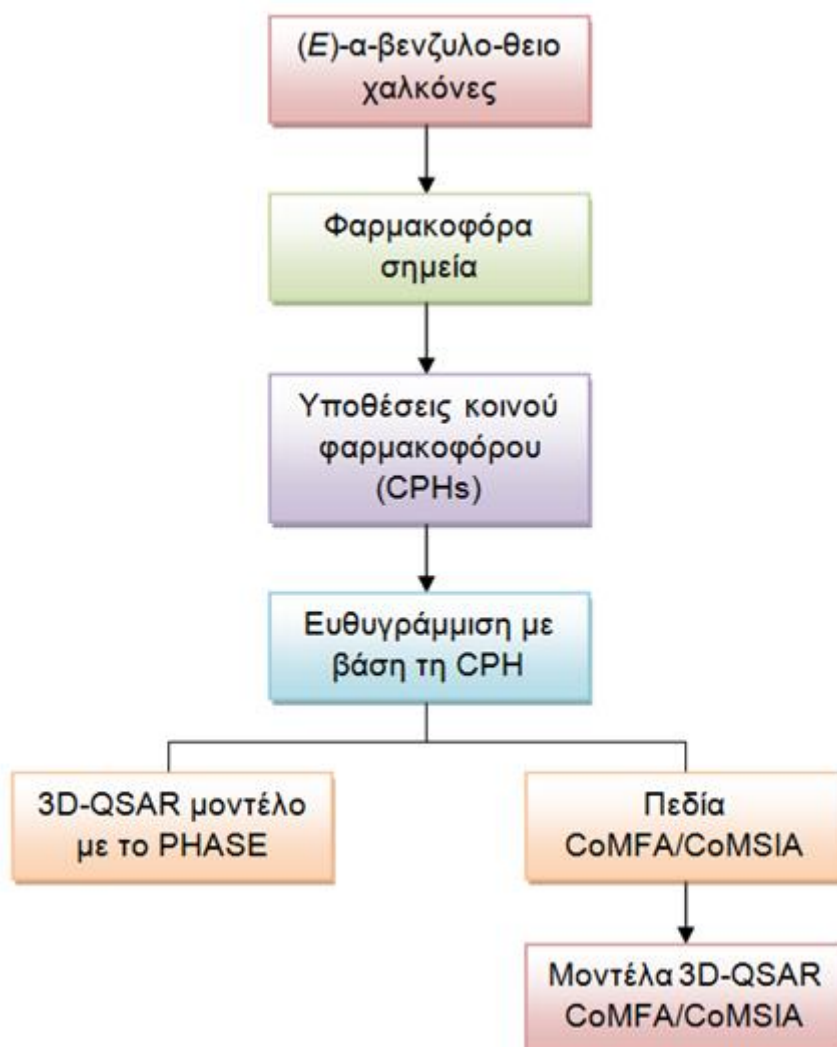 (E)-α-βενζυλο-θειο
χαλκόνες
Φαρμακοφόρα
σημεία
Υποθέσεις κοινού
φαρμακοφόρου
(CPHs)
Ευθυγράμμιση με
βάση τη CPH
3D-QSAR μοντέλο
με το PHASE
Πεδία
CoMFA/CoMSIA
Μοντέλα 3D-QSAR
CoMFA/CoMSIA